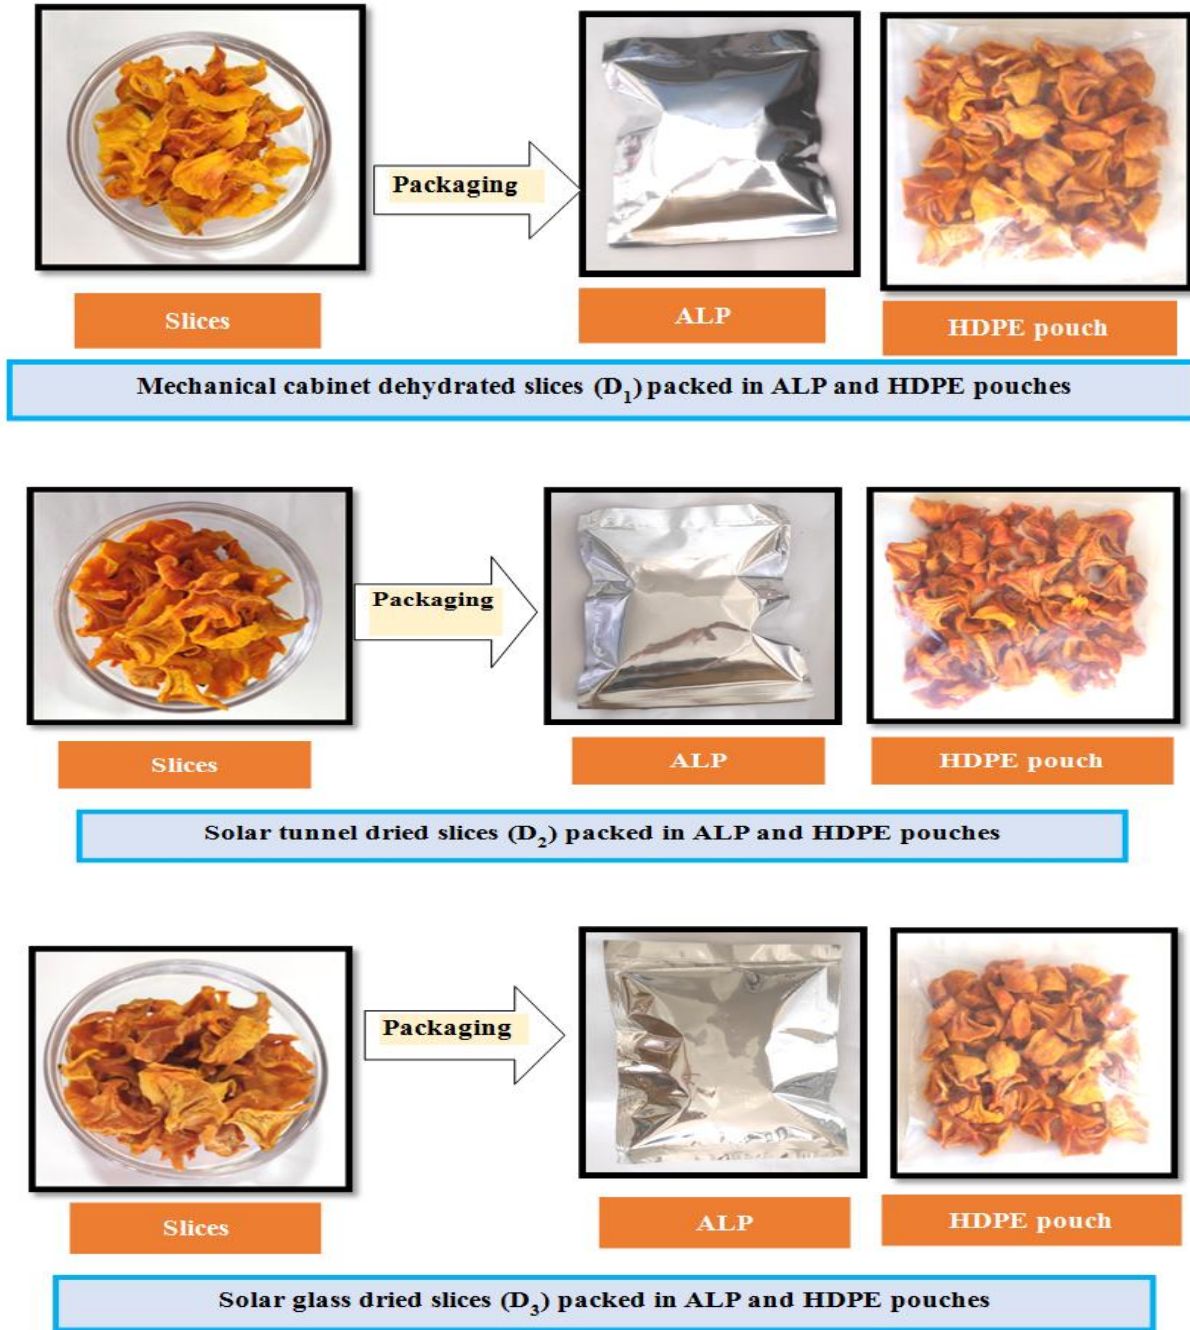 Packaging
Slices
ALP
HDPE pouch
Mechanical cabinet dehydrated slices (D₁) packed in ALP and HDPE pouches
Packaging
Slices
ALP
HDPE pouch
Solar tunnel dried slices (D₂) packed in ALP and HDPE pouches
Packaging
Slices
ALP
HDPE pouch
Solar glass dried slices (D₃) packed in ALP and HDPE pouches